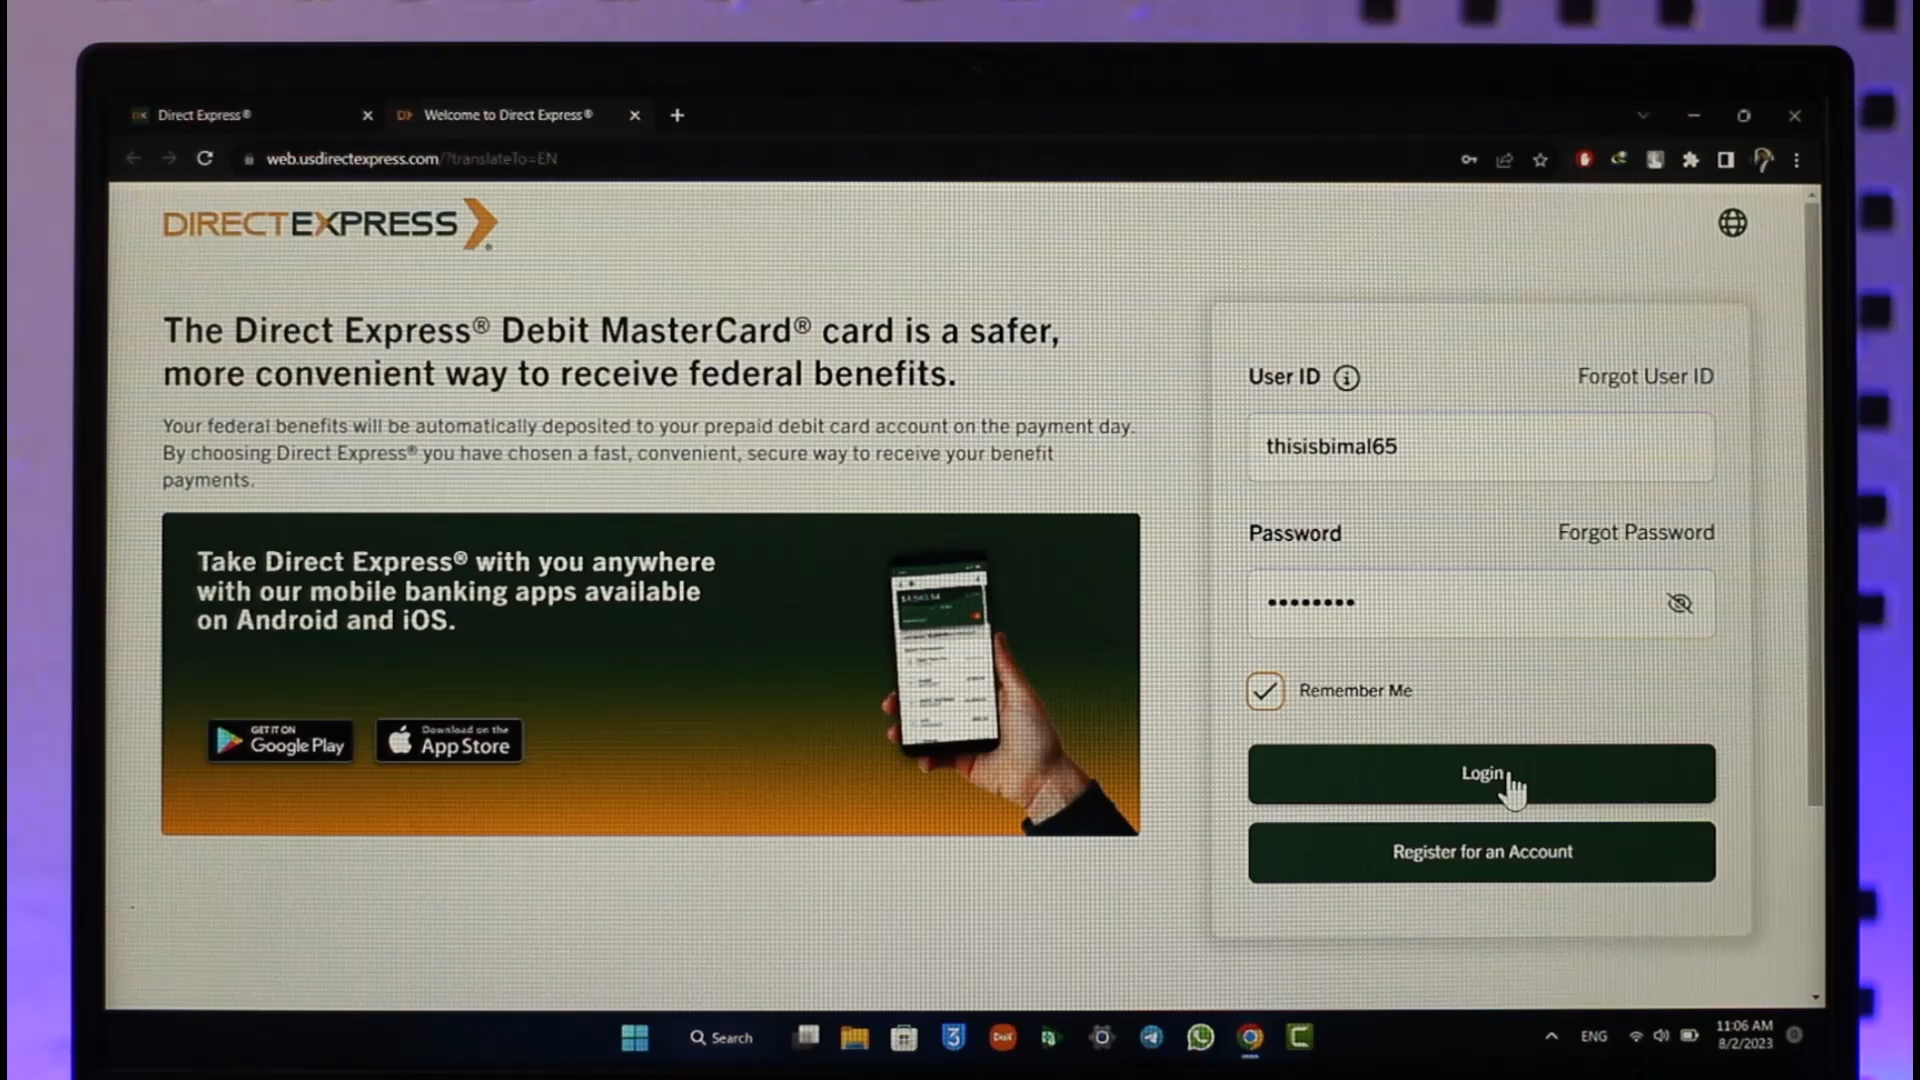 Direct Express®
Welcome to Direct Express®
web.usdirectexpress.com/?translateTo=EN
DIRECTEXPRESS
The Direct Express® Debit MasterCard® card is a safer,
more convenient way to receive federal benefits.
Your federal benefits will be automatically deposited to your prepaid debit card account on the payment day.
By choosing Direct Express® you have chosen a fast, convenient, secure way to receive your benefit
payments.
Take Direct Express® with you anywhere
with our mobile banking apps available
on Android and iOS.
GET IT ON
Google Play
Download on the
App Store
User ID
Forgot User ID
thisisbimal65
Password
Forgot Password
•••••••••
Remember Me
Login
Register for an Account
Search
ENG
11:06 AM
8/2/2023